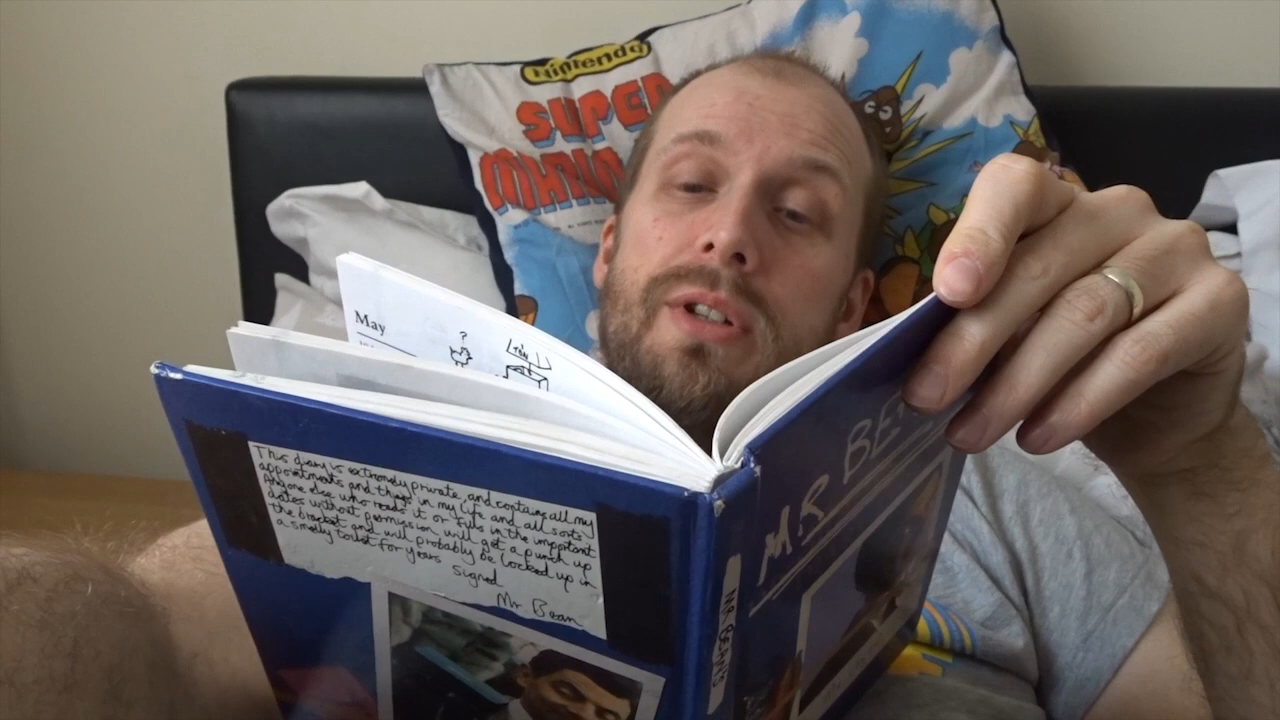 Nintendo
SUPER
MARIO
May
?
MR BE
This diary is extremely private and contains all my
appointments and things in my life and all sorts
Anyone else who reads it or fills in the important
dates without permission will get a punch up
the bracket and will probably be locked up in
a smelly toilet for years
signed
Mr Bean
MR BEAN'S